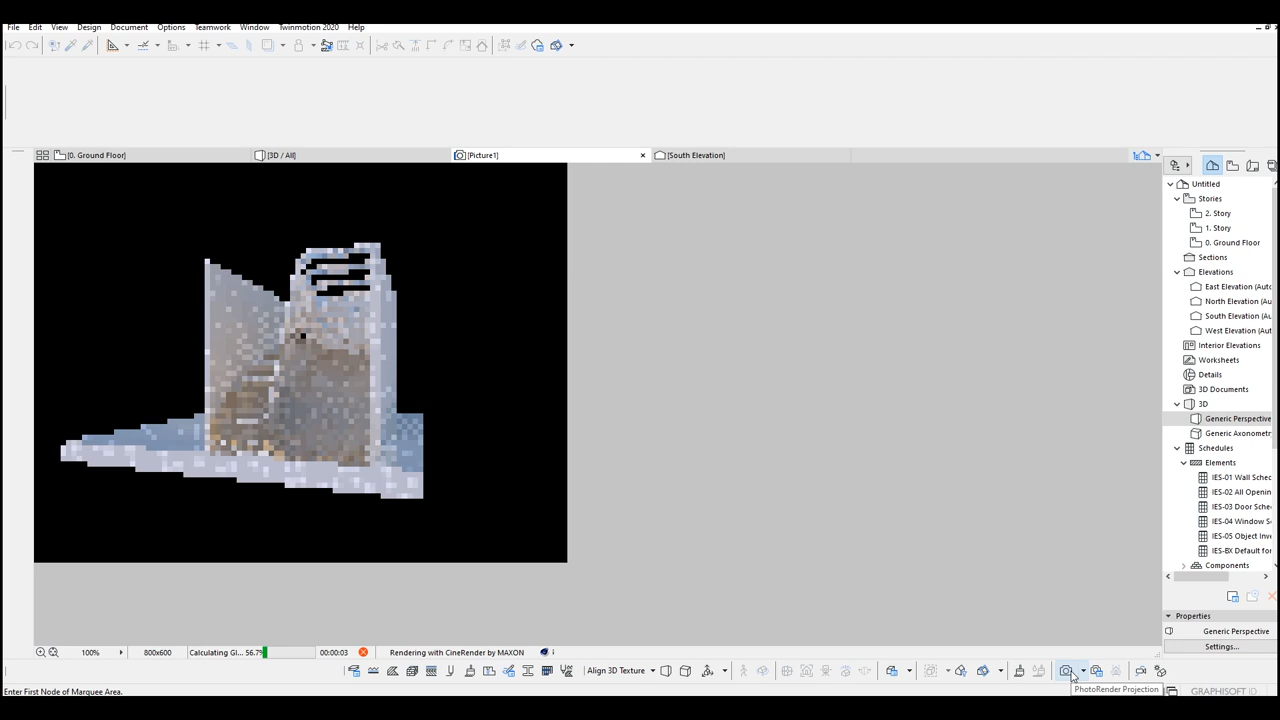 File Edit View Design Document Options Teamwork Window Twinmotion 2020 Help
[0. Ground Floor] [3D / All] [Picture1] [South Elevation]
Untitled
Stories
2. Story
1. Story
0. Ground Floor
Sections
Elevations
East Elevation (Aut
North Elevation (Au
South Elevation (Au
West Elevation (Aut
Interior Elevations
Worksheets
Details
3D Documents
3D
Generic Perspective
Generic Axonometry
Schedules
Elements
IES-01 Wall Sched
IES-02 All Opening
IES-03 Door Sche
IES-04 Window S
IES-05 Object Inve
IES-BX Default for
Components
Properties
Generic Perspective
Settings...
100% 800x600 Calculating GI... 56.7% 00:00:03 Rendering with CineRender by MAXON
Align 3D Texture
PhotoRender Projection
Enter First Node of Marquee Area.
GRAPHISOFT ID